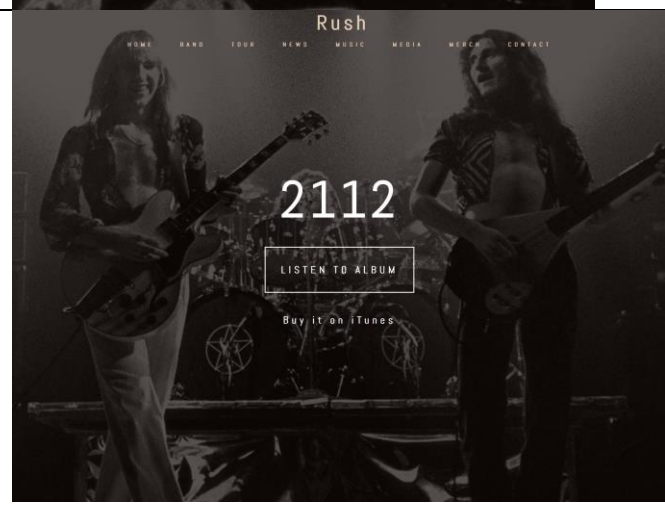 Rush
HOME BAND TOUR NEWS MUSIC MEDIA MERCH CONTACT
2112
LISTEN TO ALBUM
Buy it on iTunes